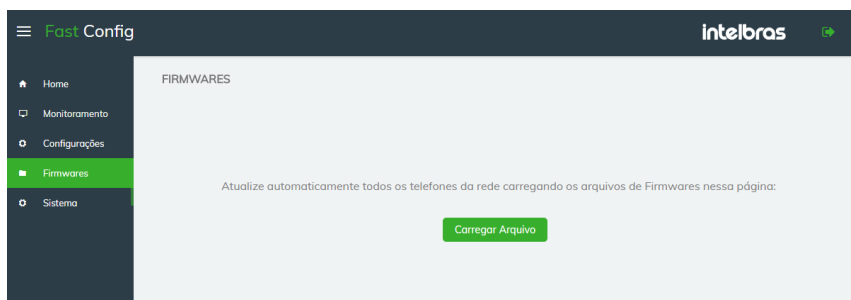 Fast Config
intelbras
Home
Monitoramento
Configurações
Firmwares
Sistema
FIRMWARES
Atualize automaticamente todos os telefones da rede carregando os arquivos de Firmwares nessa página:
Carregar Arquivo